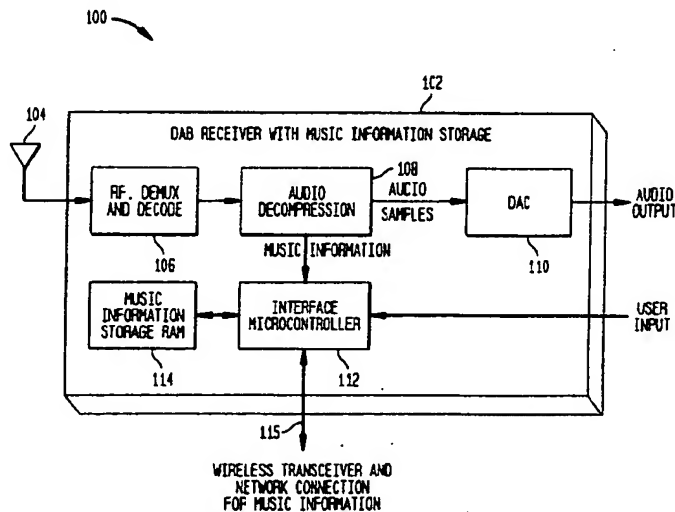 100
102
104
DAB RECEIVER WITH MUSIC INFORMATION STORAGE
RF. DEMUX
AND DECODE
106
AUDIO
DECOMPRESSION
108
AUDIO
SAMPLES
DAC
110
AUDIO
OUTPUT
MUSIC INFORMATION
MUSIC
INFORMATION
STORAGE RAM
114
INTERFACE
MICROCONTROLLER
112
USER
INPUT
115
WIRELESS TRANSCEIVER AND
NETWORK CONNECTION
FOR MUSIC INFORMATION